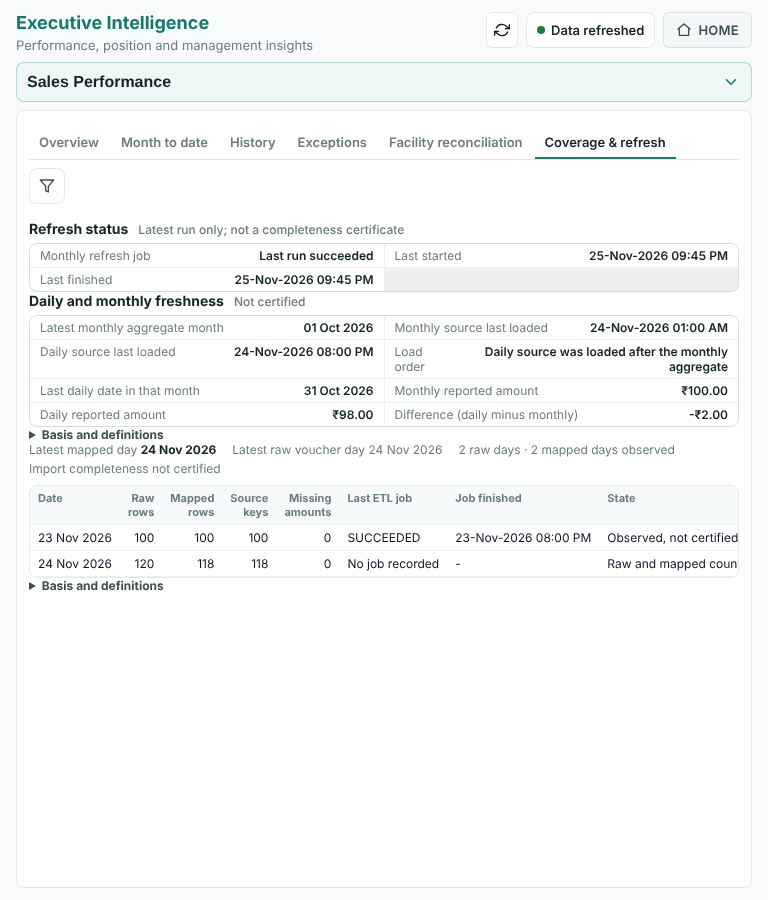 Executive Intelligence
Performance, position and management insights
Data refreshed
HOME
Sales Performance
Overview Month to date History Exceptions Facility reconciliation Coverage & refresh
Refresh status Latest run only; not a completeness certificate
Monthly refresh job Last run succeeded Last started 25-Nov-2026 09:45 PM
Last finished 25-Nov-2026 09:45 PM
Daily and monthly freshness Not certified
Latest monthly aggregate month 01 Oct 2026 Monthly source last loaded 24-Nov-2026 01:00 AM
Daily source last loaded 24-Nov-2026 08:00 PM Load order Daily source was loaded after the monthly aggregate
Last daily date in that month 31 Oct 2026 Monthly reported amount ₹100.00
Daily reported amount ₹98.00 Difference (daily minus monthly) -₹2.00
Basis and definitions
Latest mapped day 24 Nov 2026 Latest raw voucher day 24 Nov 2026 2 raw days · 2 mapped days observed
Import completeness not certified
Date Raw rows Mapped rows Source keys Missing amounts Last ETL job Job finished State
23 Nov 2026 100 100 100 0 SUCCEEDED 23-Nov-2026 08:00 PM Observed, not certified
24 Nov 2026 120 118 118 0 No job recorded - Raw and mapped coun
Basis and definitions